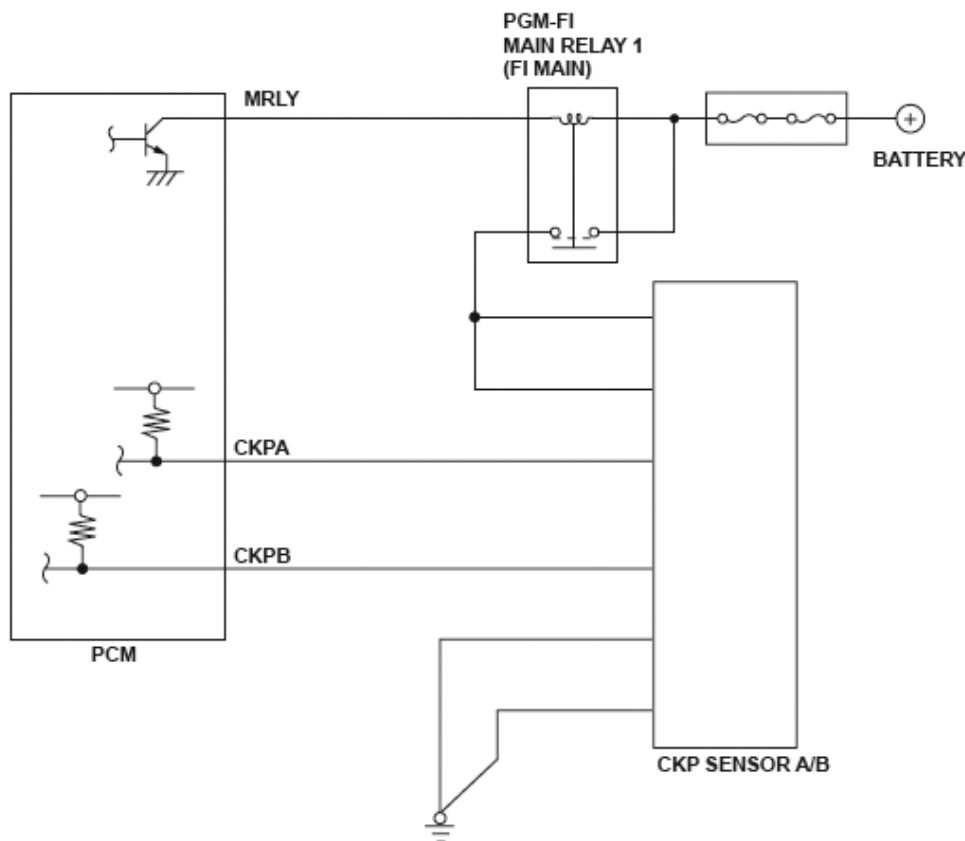 PGM-FI
MAIN RELAY 1
(FI MAIN)
MRLY
BATTERY
CKPA
CKPB
PCM
CKP SENSOR A/B